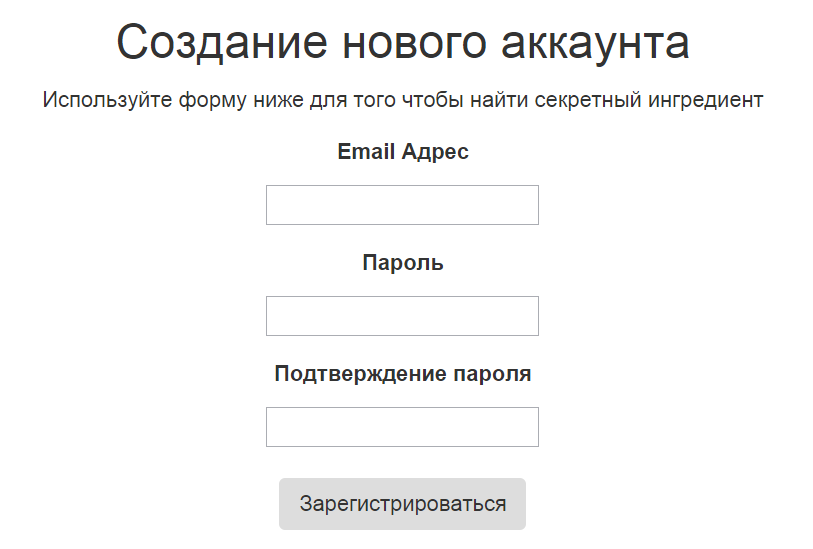 Создание нового аккаунта
Используйте форму ниже для того чтобы найти секретный ингредиент
Email Адрес
Пароль
Подтверждение пароля
Зарегистрироваться